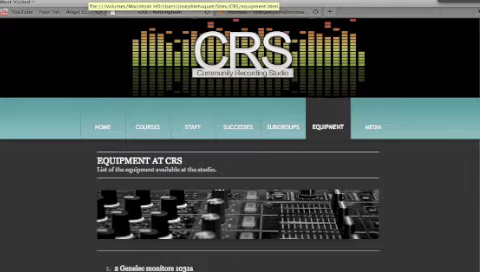 CRS
Community Recording Studio
HOME
COURSES
STAFF
SUCCESSES
SUBGROUPS
EQUIPMENT
MEDIA
EQUIPMENT AT CRS
List of the equipment available at the studio.
1. 2 Genelec monitors 1031a